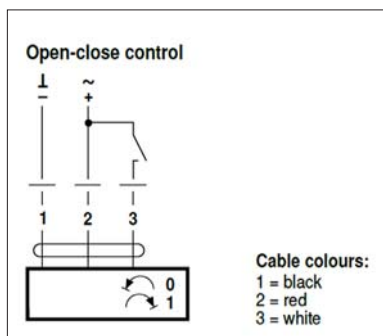 Open-close control
⊥ ~
− +
1 2 3
0
1
Cable colours:
1 = black
2 = red
3 = white